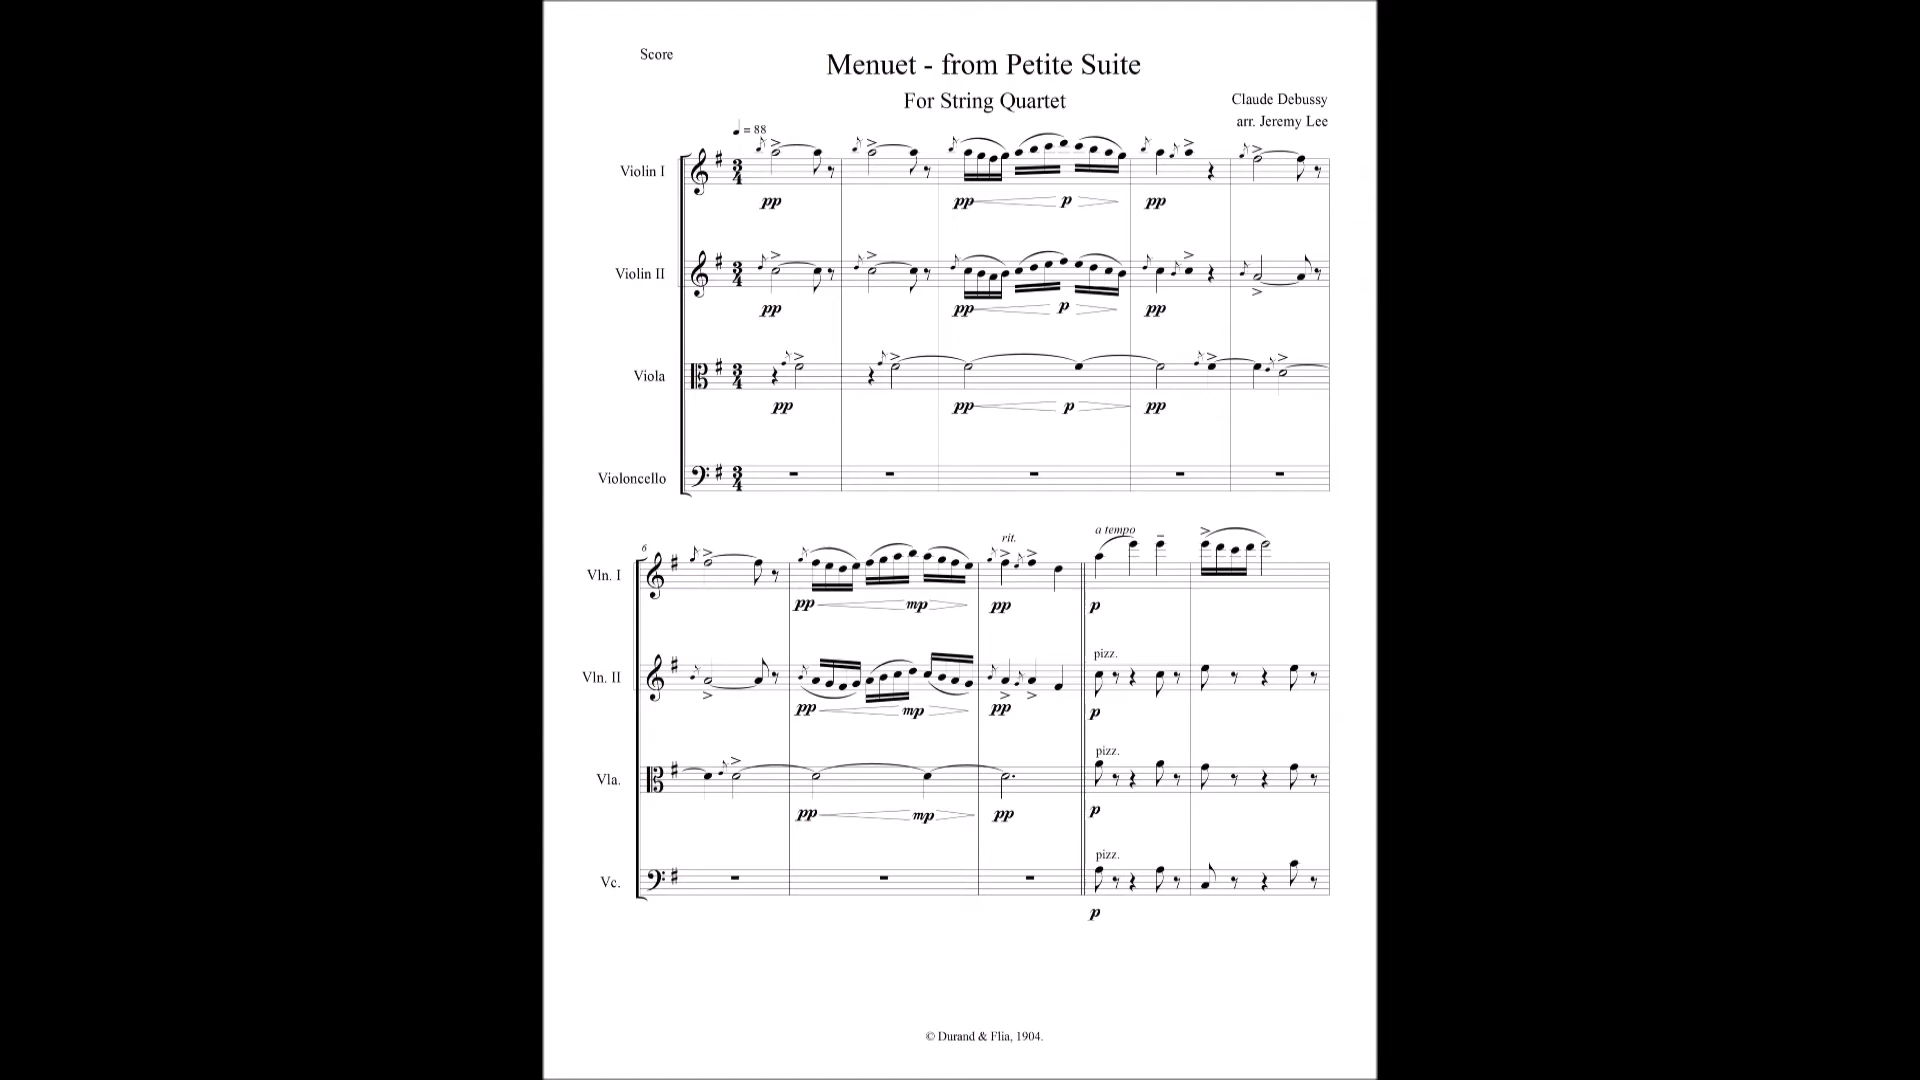 Score
Menuet - from Petite Suite
For String Quartet
Claude Debussy
arr. Jeremy Lee
= 88
Violin I
pp pp p pp
Violin II
pp pp p pp
Viola
pp pp p pp
Violoncello
6
rit.
a tempo
Vln. I
pp mp pp p
pizz.
Vln. II
pp mp pp p
pizz.
Vla.
pp mp pp p
pizz.
Vc.
p
© Durand & Flia, 1904.